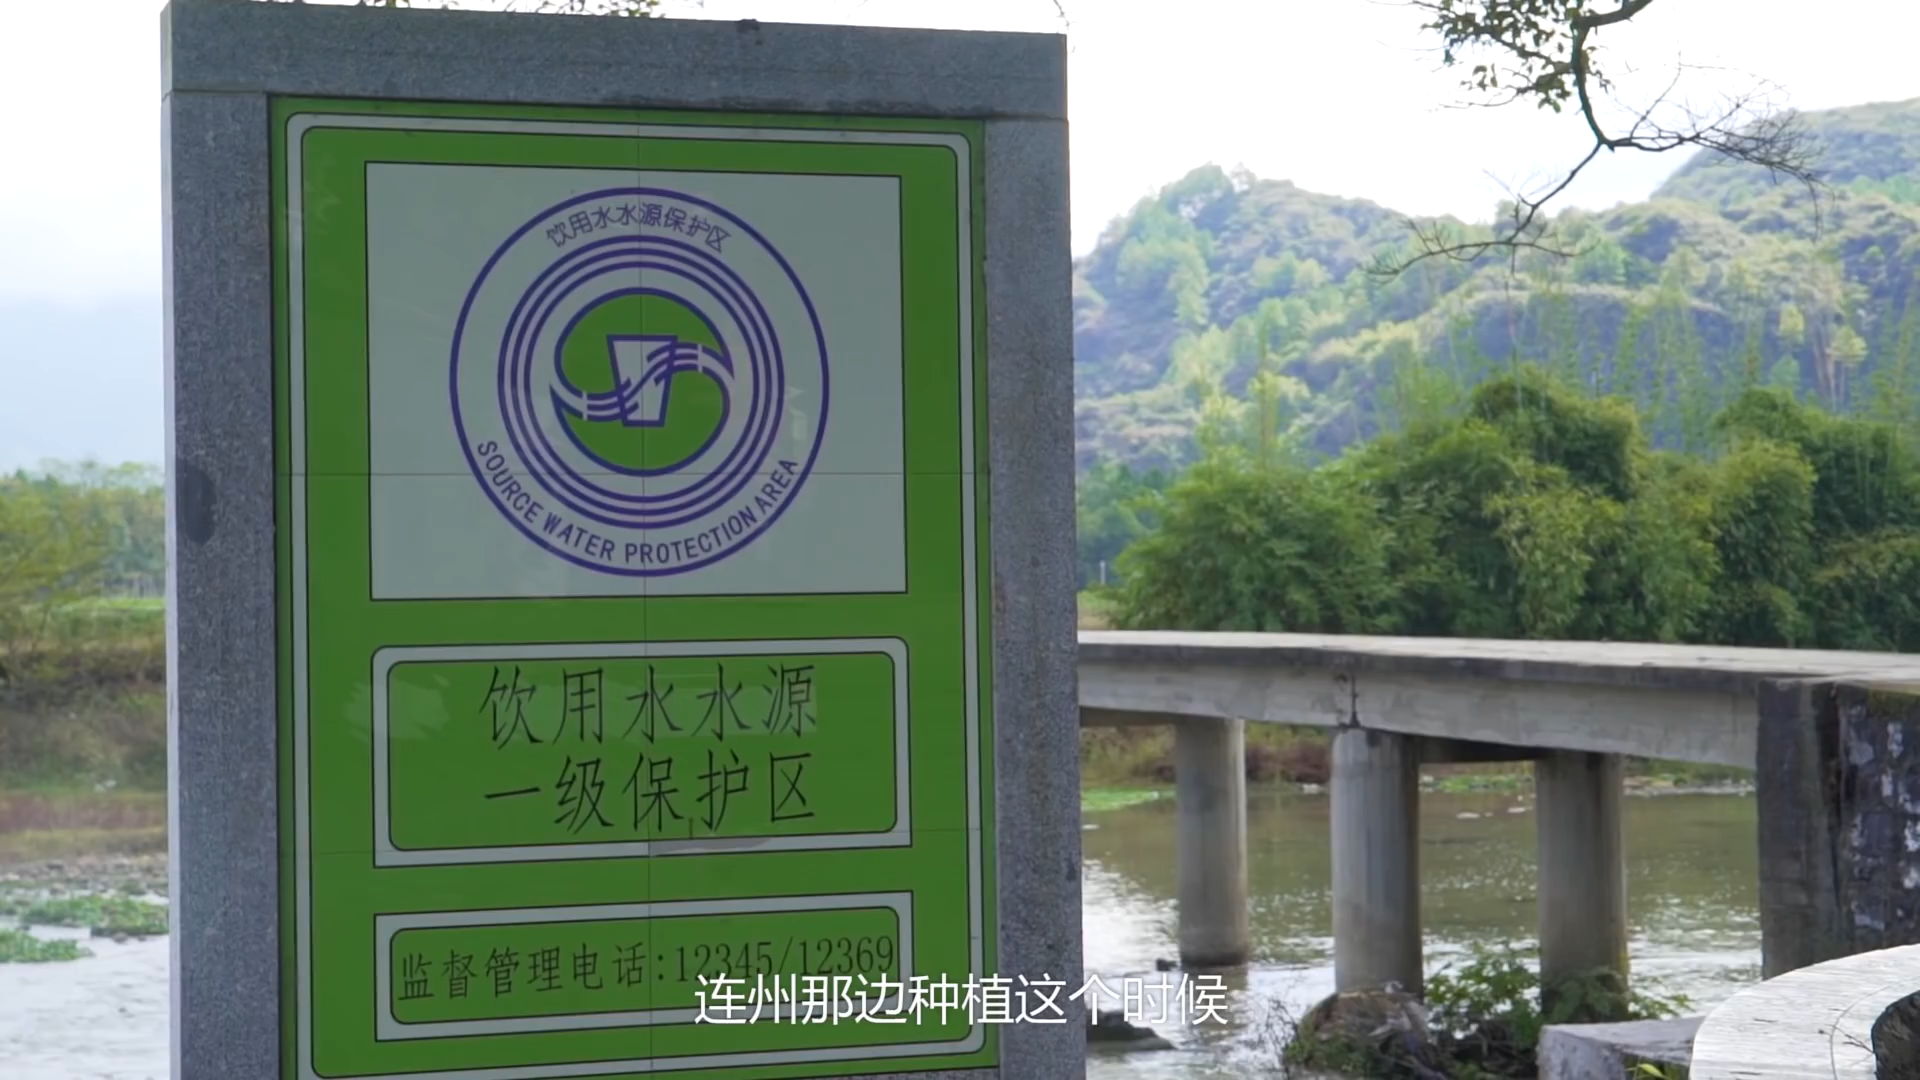 饮用水水源保护区
SOURCE WATER PROTECTION AREA
饮用水水源
一级保护区
监督管理电话:12345/12369
连州那边种植这个时候